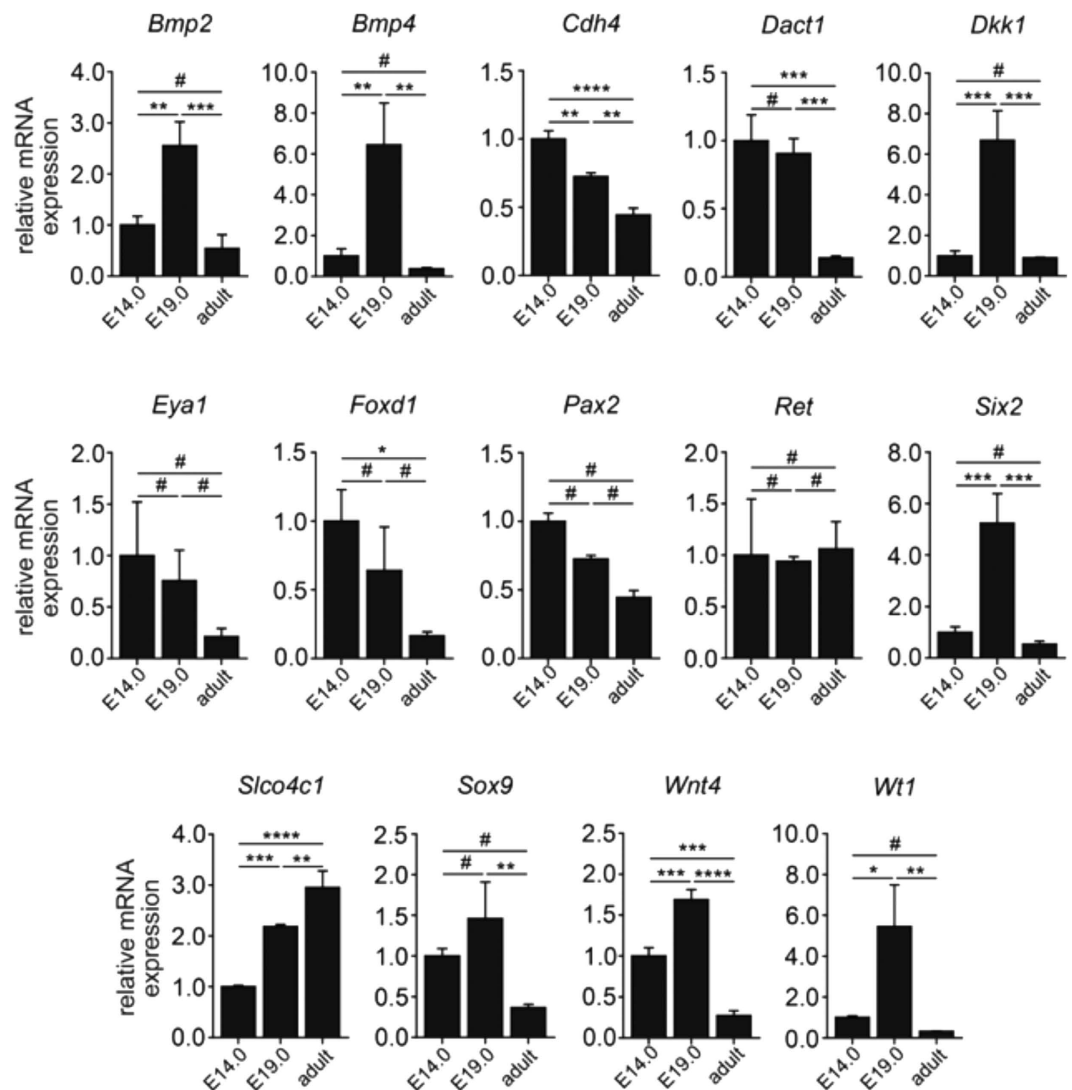 Bmp2 Bmp4 Cdh4 Dact1 Dkk1
relative mRNA
expression
4.0 3.0 2.0 1.0 0.0
# ** ***
E14.0 E19.0 adult
10.0 8.0 6.0 4.0 2.0 0.0
# ** **
E14.0 E19.0 adult
1.5 1.0 0.5 0.0
**** ** **
E14.0 E19.0 adult
1.5 1.0 0.5 0.0
*** # ***
E14.0 E19.0 adult
10.0 8.0 6.0 4.0 2.0 0.0
# *** ***
E14.0 E19.0 adult
Eya1 Foxd1 Pax2 Ret Six2
relative mRNA
expression
2.0 1.5 1.0 0.5 0.0
# # #
E14.0 E19.0 adult
1.5 1.0 0.5 0.0
* # #
E14.0 E19.0 adult
1.5 1.0 0.5 0.0
# # #
E14.0 E19.0 adult
2.0 1.5 1.0 0.5 0.0
# # #
E14.0 E19.0 adult
8.0 6.0 4.0 2.0 0.0
# *** ***
E14.0 E19.0 adult
Slco4c1 Sox9 Wnt4 Wt1
relative mRNA
expression
4.0 3.0 2.0 1.0 0.0
**** *** **
E14.0 E19.0 adult
2.5 2.0 1.5 1.0 0.5 0.0
# # **
E14.0 E19.0 adult
2.5 2.0 1.5 1.0 0.5 0.0
*** *** ****
E14.0 E19.0 adult
10.0 8.0 6.0 4.0 2.0 0.0
# * **
E14.0 E19.0 adult